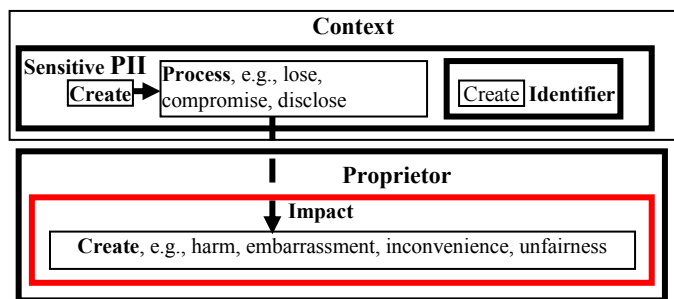 Context
Sensitive PII
Create
Process, e.g., lose,
compromise, disclose
Create Identifier
Proprietor
Impact
Create, e.g., harm, embarrassment, inconvenience, unfairness